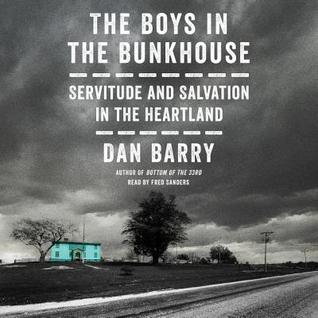 THE BOYS IN
THE BUNKHOUSE
SERVITUDE AND SALVATION
IN THE HEARTLAND
DAN BARRY
AUTHOR OF BOTTOM OF THE 33RD
READ BY FRED SANDERS